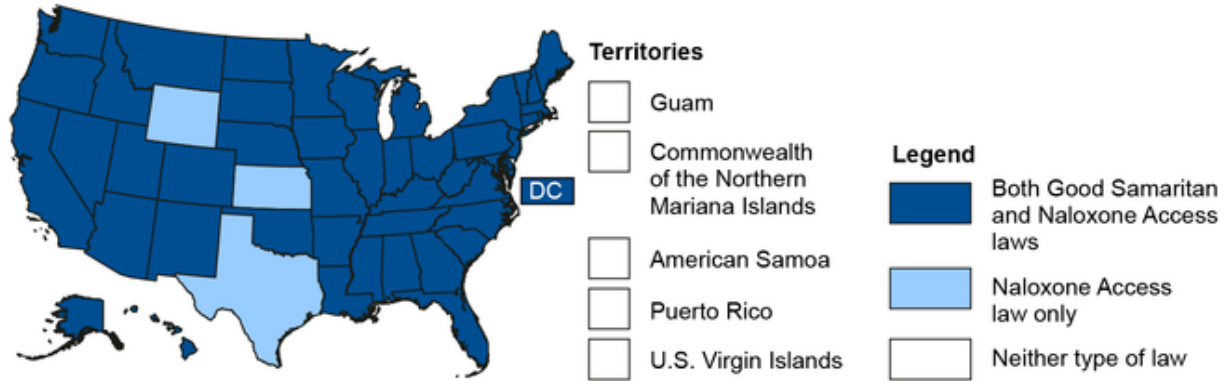 Territories
Guam
Commonwealth
of the Northern
Mariana Islands
American Samoa
Puerto Rico
U.S. Virgin Islands
DC
Legend
Both Good Samaritan
and Naloxone Access
laws
Naloxone Access
law only
Neither type of law